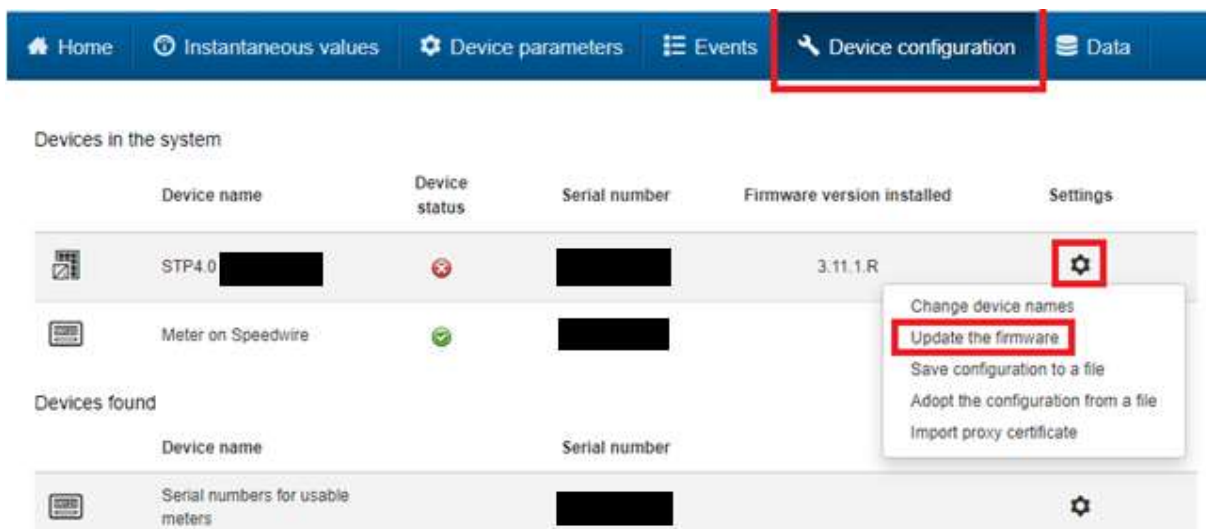 Home Instantaneous values Device parameters Events Device configuration Data
Devices in the system
Device name Device status Serial number Firmware version installed Settings
STP4.0 3.11.1.R
Change device names
Meter on Speedwire
Update the firmware
Save configuration to a file
Devices found
Adopt the configuration from a file
Import proxy certificate
Device name Serial number
Serial numbers for usable
meters